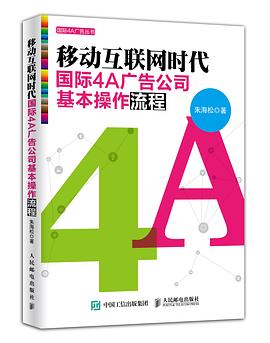 国际4A广告丛书
移动互联网时代
国际4A广告公司
基本操作流程
朱海松◎著
4A
中国工信出版集团
人民邮电出版社
移动互联网时代国际4A广告公司基本操作流程
朱海松◎著
人民邮电出版社